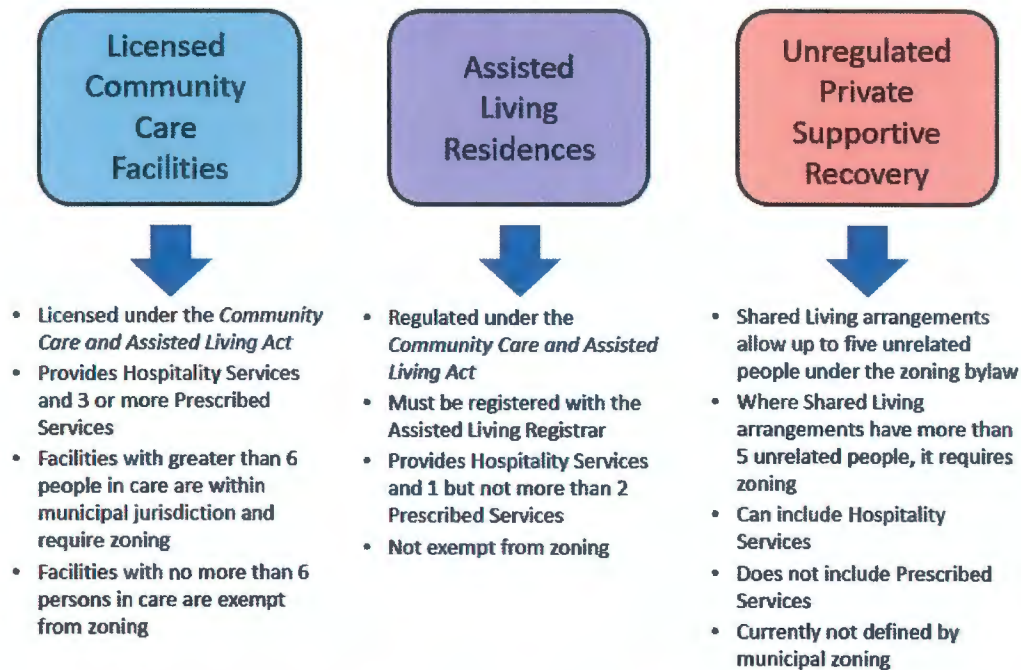 Licensed
Community
Care
Facilities
• Licensed under the Community
Care and Assisted Living Act
• Provides Hospitality Services
and 3 or more Prescribed
Services
• Facilities with greater than 6
people in care are within
municipal jurisdiction and
require zoning
• Facilities with no more than 6
persons in care are exempt
from zoning
Assisted
Living
Residences
• Regulated under the
Community Care and Assisted
Living Act
• Must be registered with the
Assisted Living Registrar
• Provides Hospitality Services
and 1 but not more than 2
Prescribed Services
• Not exempt from zoning
Unregulated
Private
Supportive
Recovery
• Shared Living arrangements
allow up to five unrelated
people under the zoning bylaw
• Where Shared Living
arrangements have more than
5 unrelated people, it requires
zoning
• Can include Hospitality
Services
• Does not include Prescribed
Services
• Currently not defined by
municipal zoning